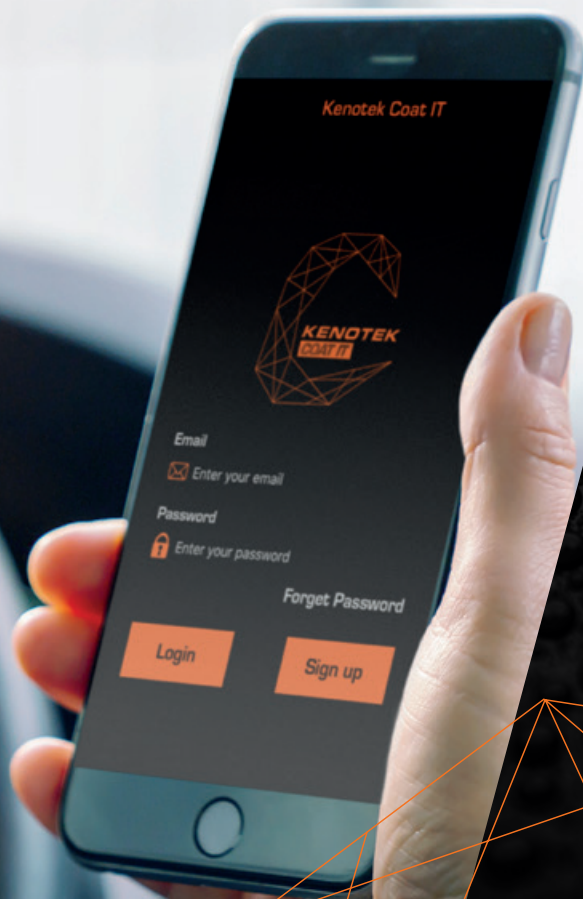 Kenotek Coat IT
KENOTEK
COAT IT
Email
Enter your email
Password
Enter your password
Forget Password
Login
Sign up